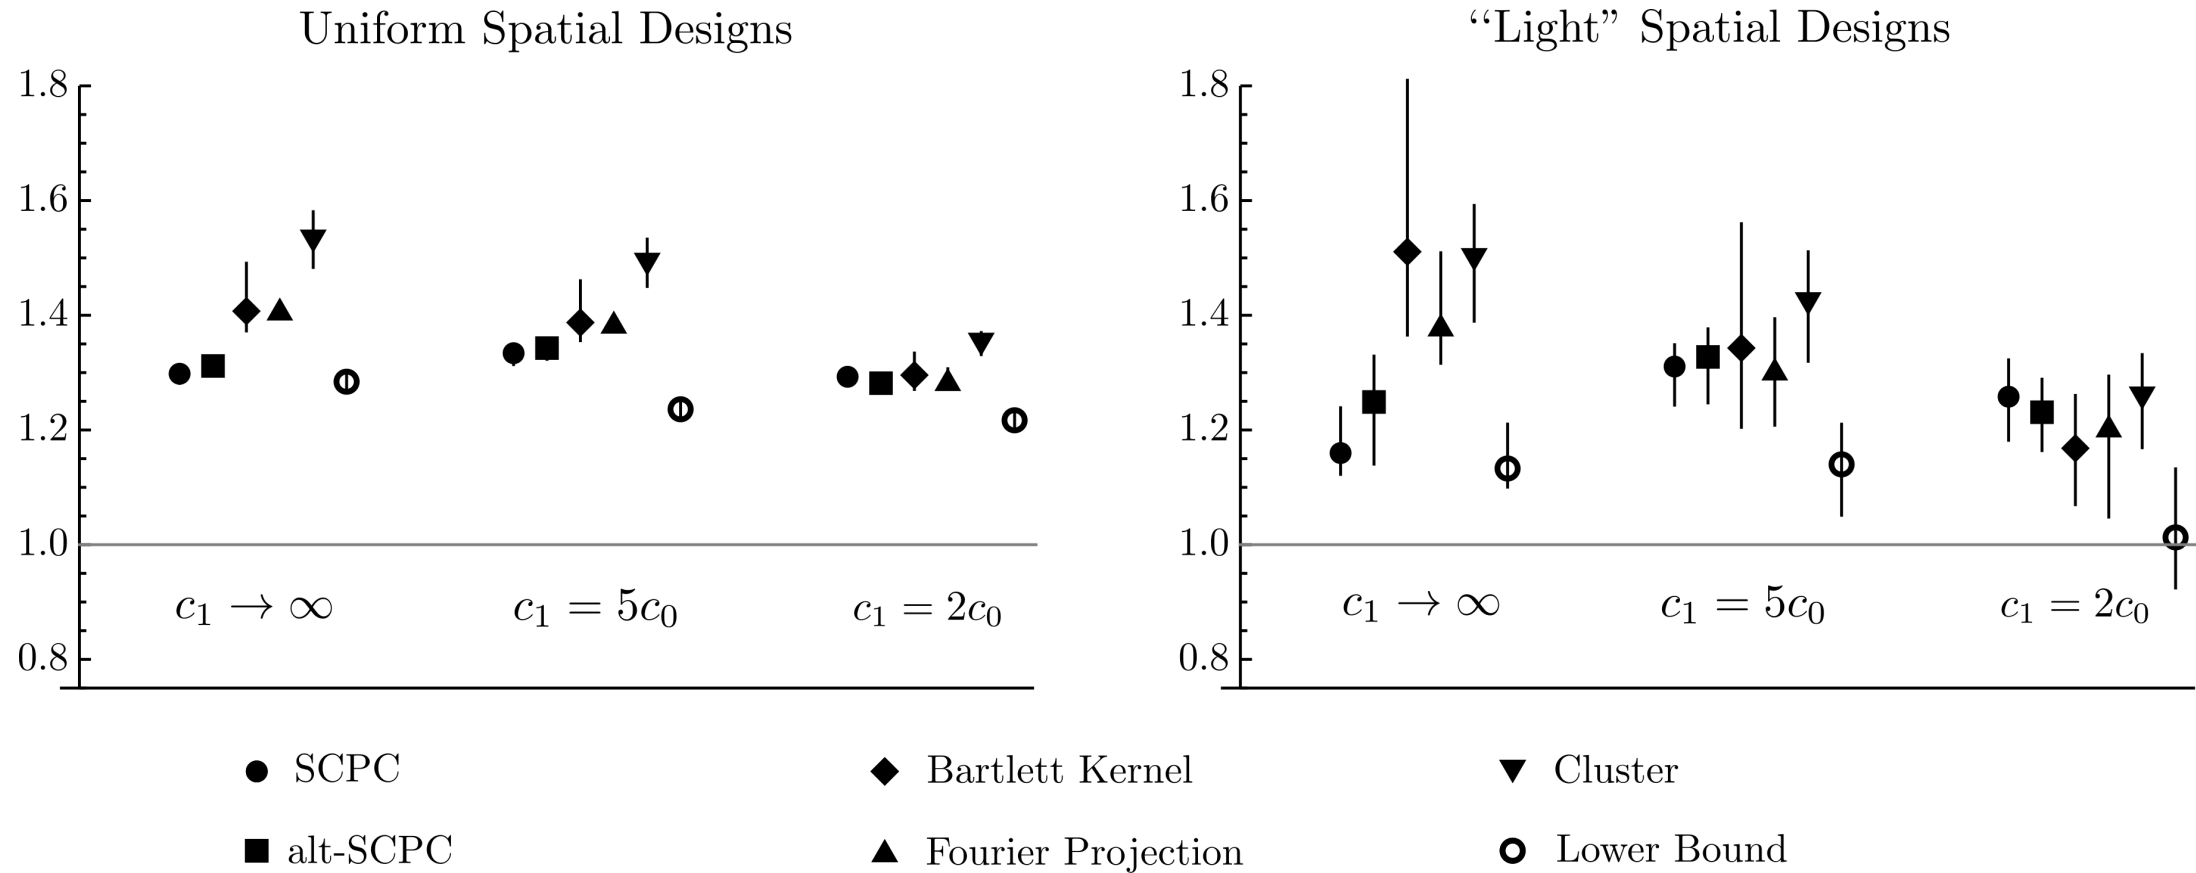 Uniform Spatial Designs
1.8
1.6
1.4
1.2
1.0
0.8
c₁ → ∞
c₁ = 5c₀
c₁ = 2c₀
“Light” Spatial Designs
1.8
1.6
1.4
1.2
1.0
0.8
c₁ → ∞
c₁ = 5c₀
c₁ = 2c₀
SCPC
Bartlett Kernel
Cluster
alt-SCPC
Fourier Projection
Lower Bound